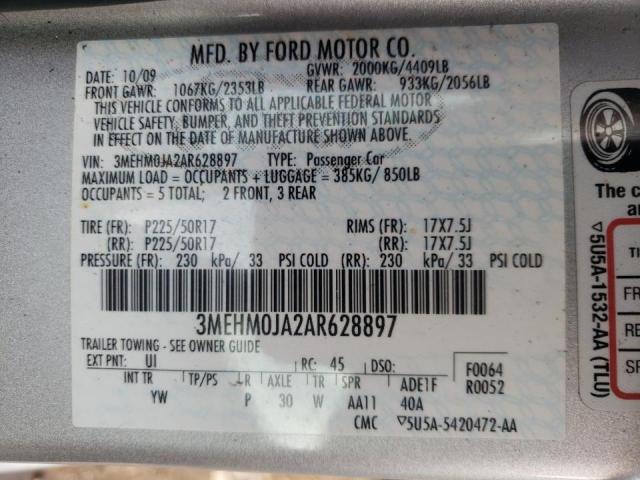 MFD. BY FORD MOTOR CO.
DATE: 10/09 GVWR: 2000KG/4409LB
FRONT GAWR: 1067KG/2353LB REAR GAWR: 933KG/2056LB
THIS VEHICLE CONFORMS TO ALL APPLICABLE FEDERAL MOTOR
VEHICLE SAFETY, BUMPER, AND THEFT PREVENTION STANDARDS
IN EFFECT ON THE DATE OF MANUFACTURE SHOWN ABOVE.
VIN: 3MEHM0JA2AR628897 TYPE: Passenger Car
MAXIMUM LOAD = OCCUPANTS + LUGGAGE = 385KG/ 850LB
OCCUPANTS = 5 TOTAL; 2 FRONT, 3 REAR
TIRE (FR): P225/50R17 RIMS (FR): 17X7.5J
(RR): P225/50R17 (RR): 17X7.5J
PRESSURE (FR): 230 kPa/ 33 PSI COLD (RR): 230 kPa/ 33 PSI COLD
3MEHM0JA2AR628897
TRAILER TOWING - SEE OWNER GUIDE
EXT PNT: UI RC: 45 DSO: F0064
INT TR TP/PS R AXLE TR SPR ADE1F R0052
YW P 30 W AA11 40A
CMC ▽5U5A-5420472-AA
The c
an
▽5U5A-1532-AA (TLU)
TI
FR
RE
SP